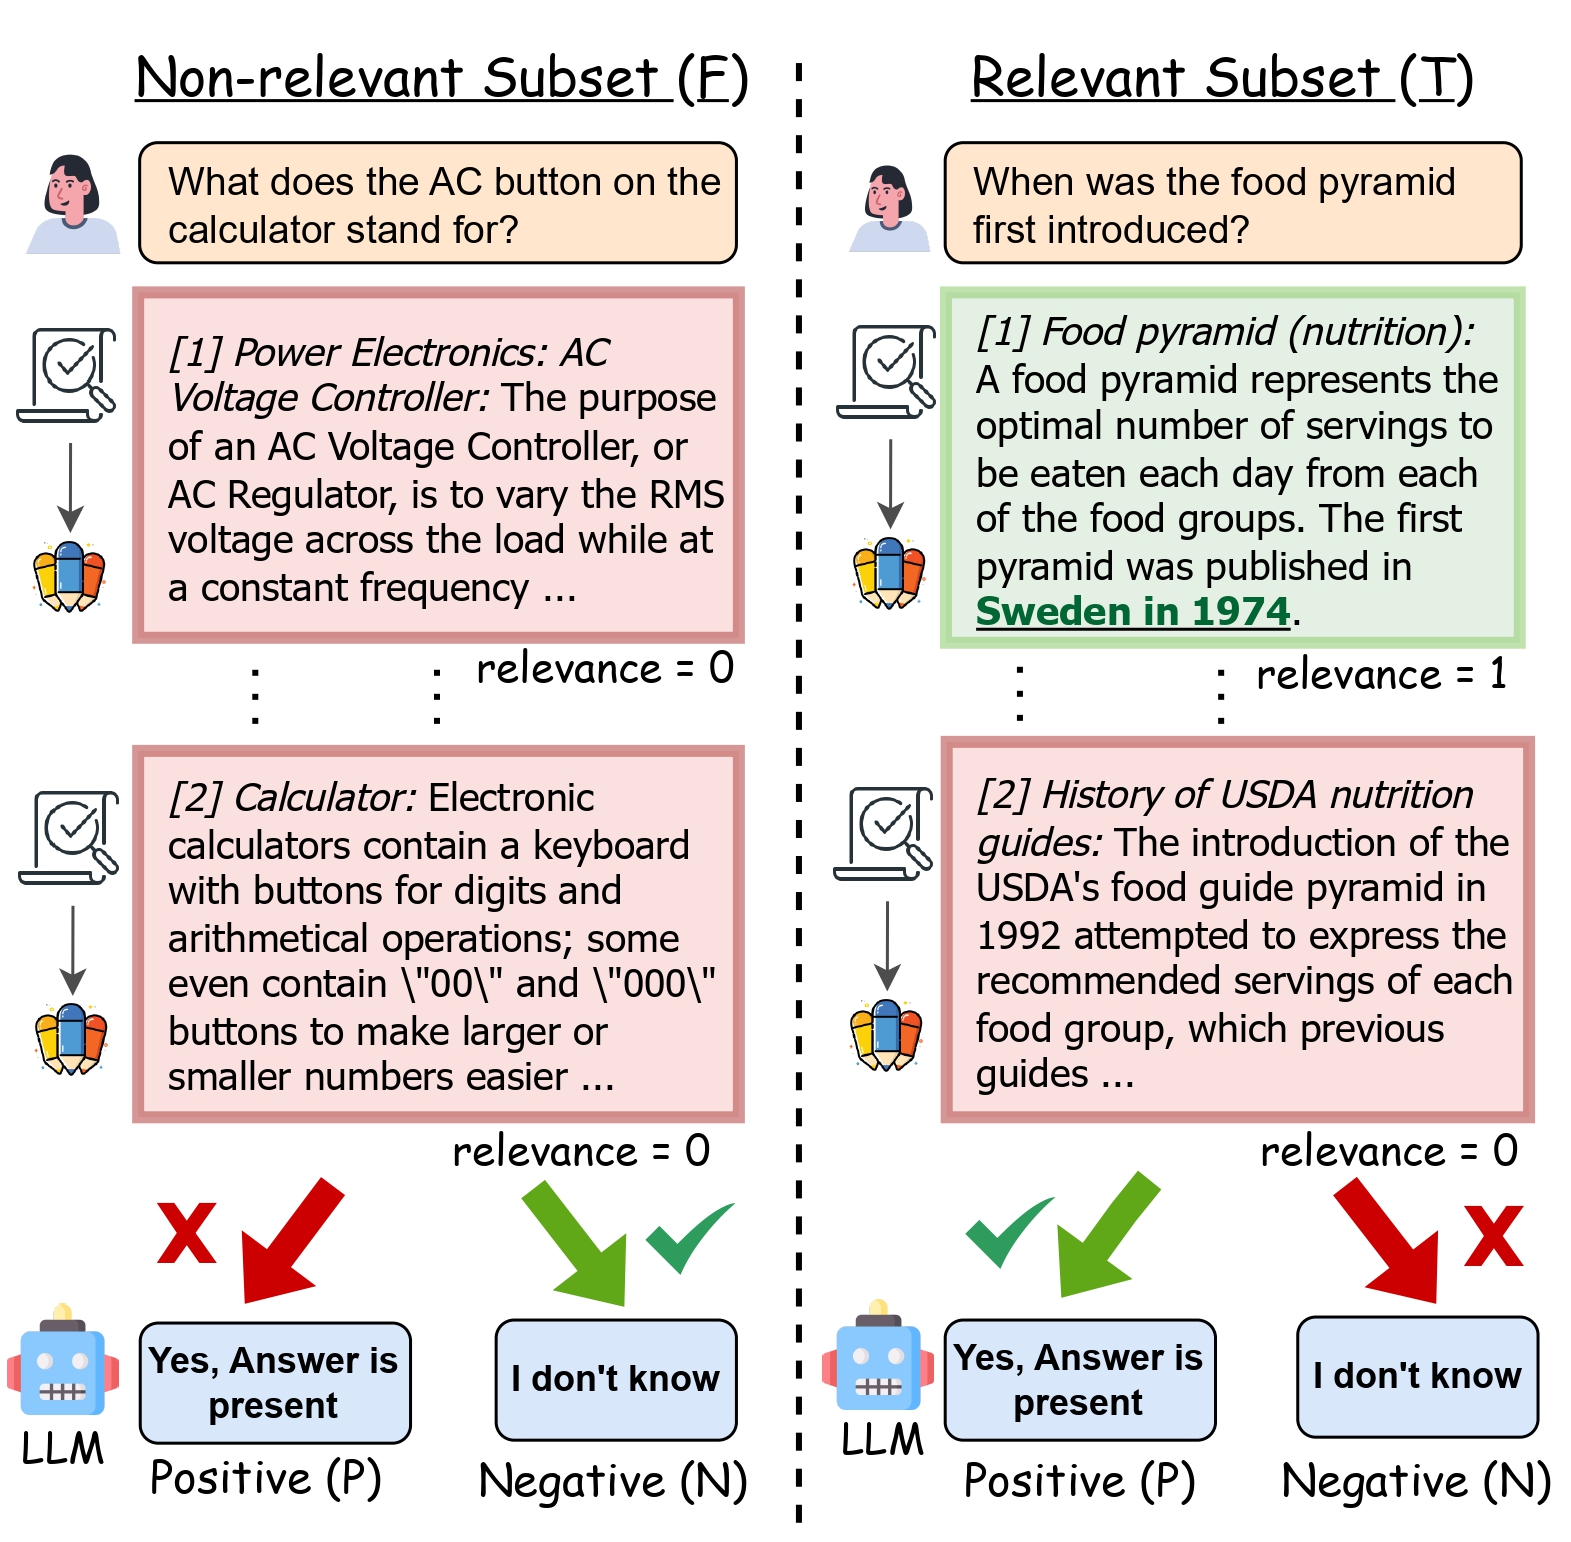 Non-relevant Subset (F)
What does the AC button on the
calculator stand for?
[1] Power Electronics: AC
Voltage Controller: The purpose
of an AC Voltage Controller, or
AC Regulator, is to vary the RMS
voltage across the load while at
a constant frequency ...
relevance = 0
[2] Calculator: Electronic
calculators contain a keyboard
with buttons for digits and
arithmetical operations; some
even contain \"00\" and \"000\"
buttons to make larger or
smaller numbers easier ...
relevance = 0
X
Yes, Answer is
present
I don't know
LLM
Positive (P)
Negative (N)
Relevant Subset (T)
When was the food pyramid
first introduced?
[1] Food pyramid (nutrition):
A food pyramid represents the
optimal number of servings to
be eaten each day from each
of the food groups. The first
pyramid was published in
Sweden in 1974.
relevance = 1
[2] History of USDA nutrition
guides: The introduction of the
USDA's food guide pyramid in
1992 attempted to express the
recommended servings of each
food group, which previous
guides ...
relevance = 0
X
Yes, Answer is
present
I don't know
LLM
Positive (P)
Negative (N)